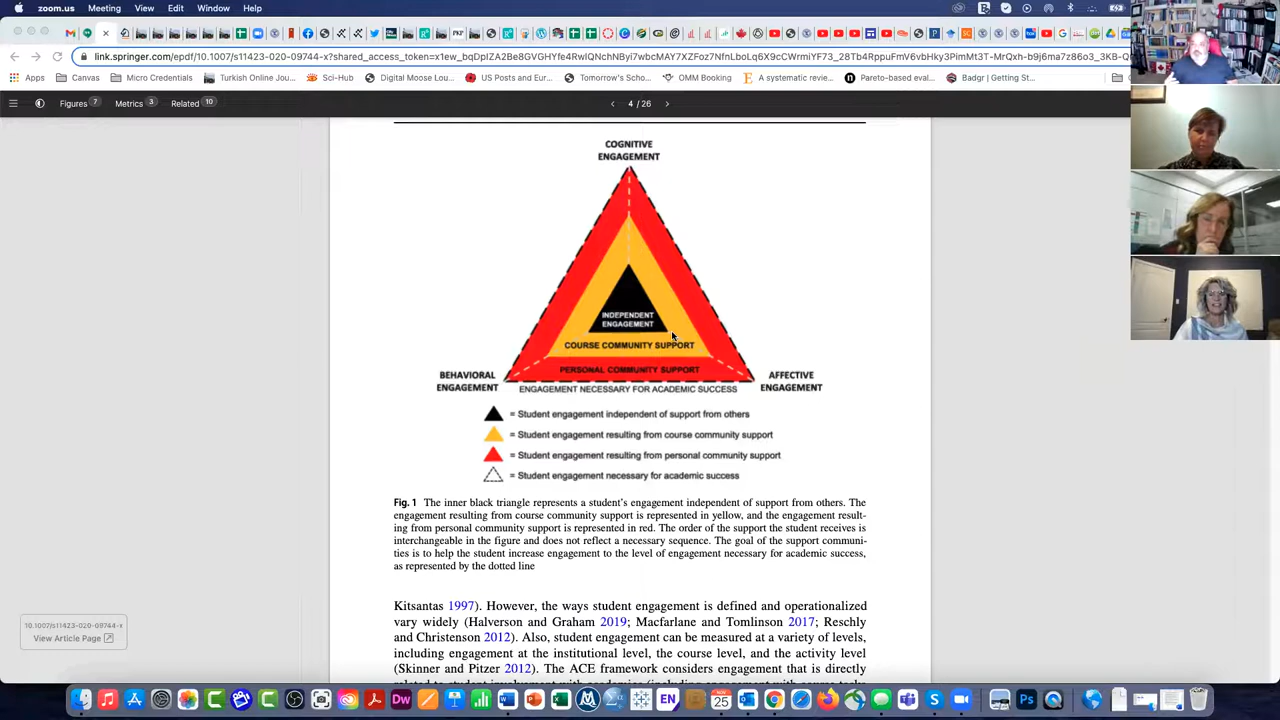 zoom.us Meeting View Edit Window Help
link.springer.com/epdf/10.1007/s11423-020-09744-x?shared_access_token=x1ew_
Apps Canvas Micro Credentials Turkish Online Jour... Sci-Hub Digital Moose Lou... US Posts and Eur... Tomorrow's Scho... OMM Booking A systematic revie... Pareto-based eval... Badgr | Getting St...
Figures 7 Metrics 3 Related 10 4 / 26
COGNITIVE
ENGAGEMENT
INDEPENDENT
ENGAGEMENT
COURSE COMMUNITY SUPPORT
PERSONAL COMMUNITY SUPPORT
BEHAVIORAL
ENGAGEMENT
AFFECTIVE
ENGAGEMENT
ENGAGEMENT NECESSARY FOR ACADEMIC SUCCESS
= Student engagement independent of support from others
= Student engagement resulting from course community support
= Student engagement resulting from personal community support
= Student engagement necessary for academic success
Fig. 1 The inner black triangle represents a student's engagement independent of support from others. The
engagement resulting from course community support is represented in yellow, and the engagement result-
ing from personal community support is represented in red. The order of the support the student receives is
interchangeable in the figure and does not reflect a necessary sequence. The goal of the support communi-
ties is to help the student increase engagement to the level of engagement necessary for academic success,
as represented by the dotted line
Kitsantas 1997). However, the ways student engagement is defined and operationalized
vary widely (Halverson and Graham 2019; Macfarlane and Tomlinson 2017; Reschly
and Christenson 2012). Also, student engagement can be measured at a variety of levels,
including engagement at the institutional level, the course level, and the activity level
(Skinner and Pitzer 2012). The ACE framework considers engagement that is directly
10.1007/s11423-020-09744-x
View Article Page